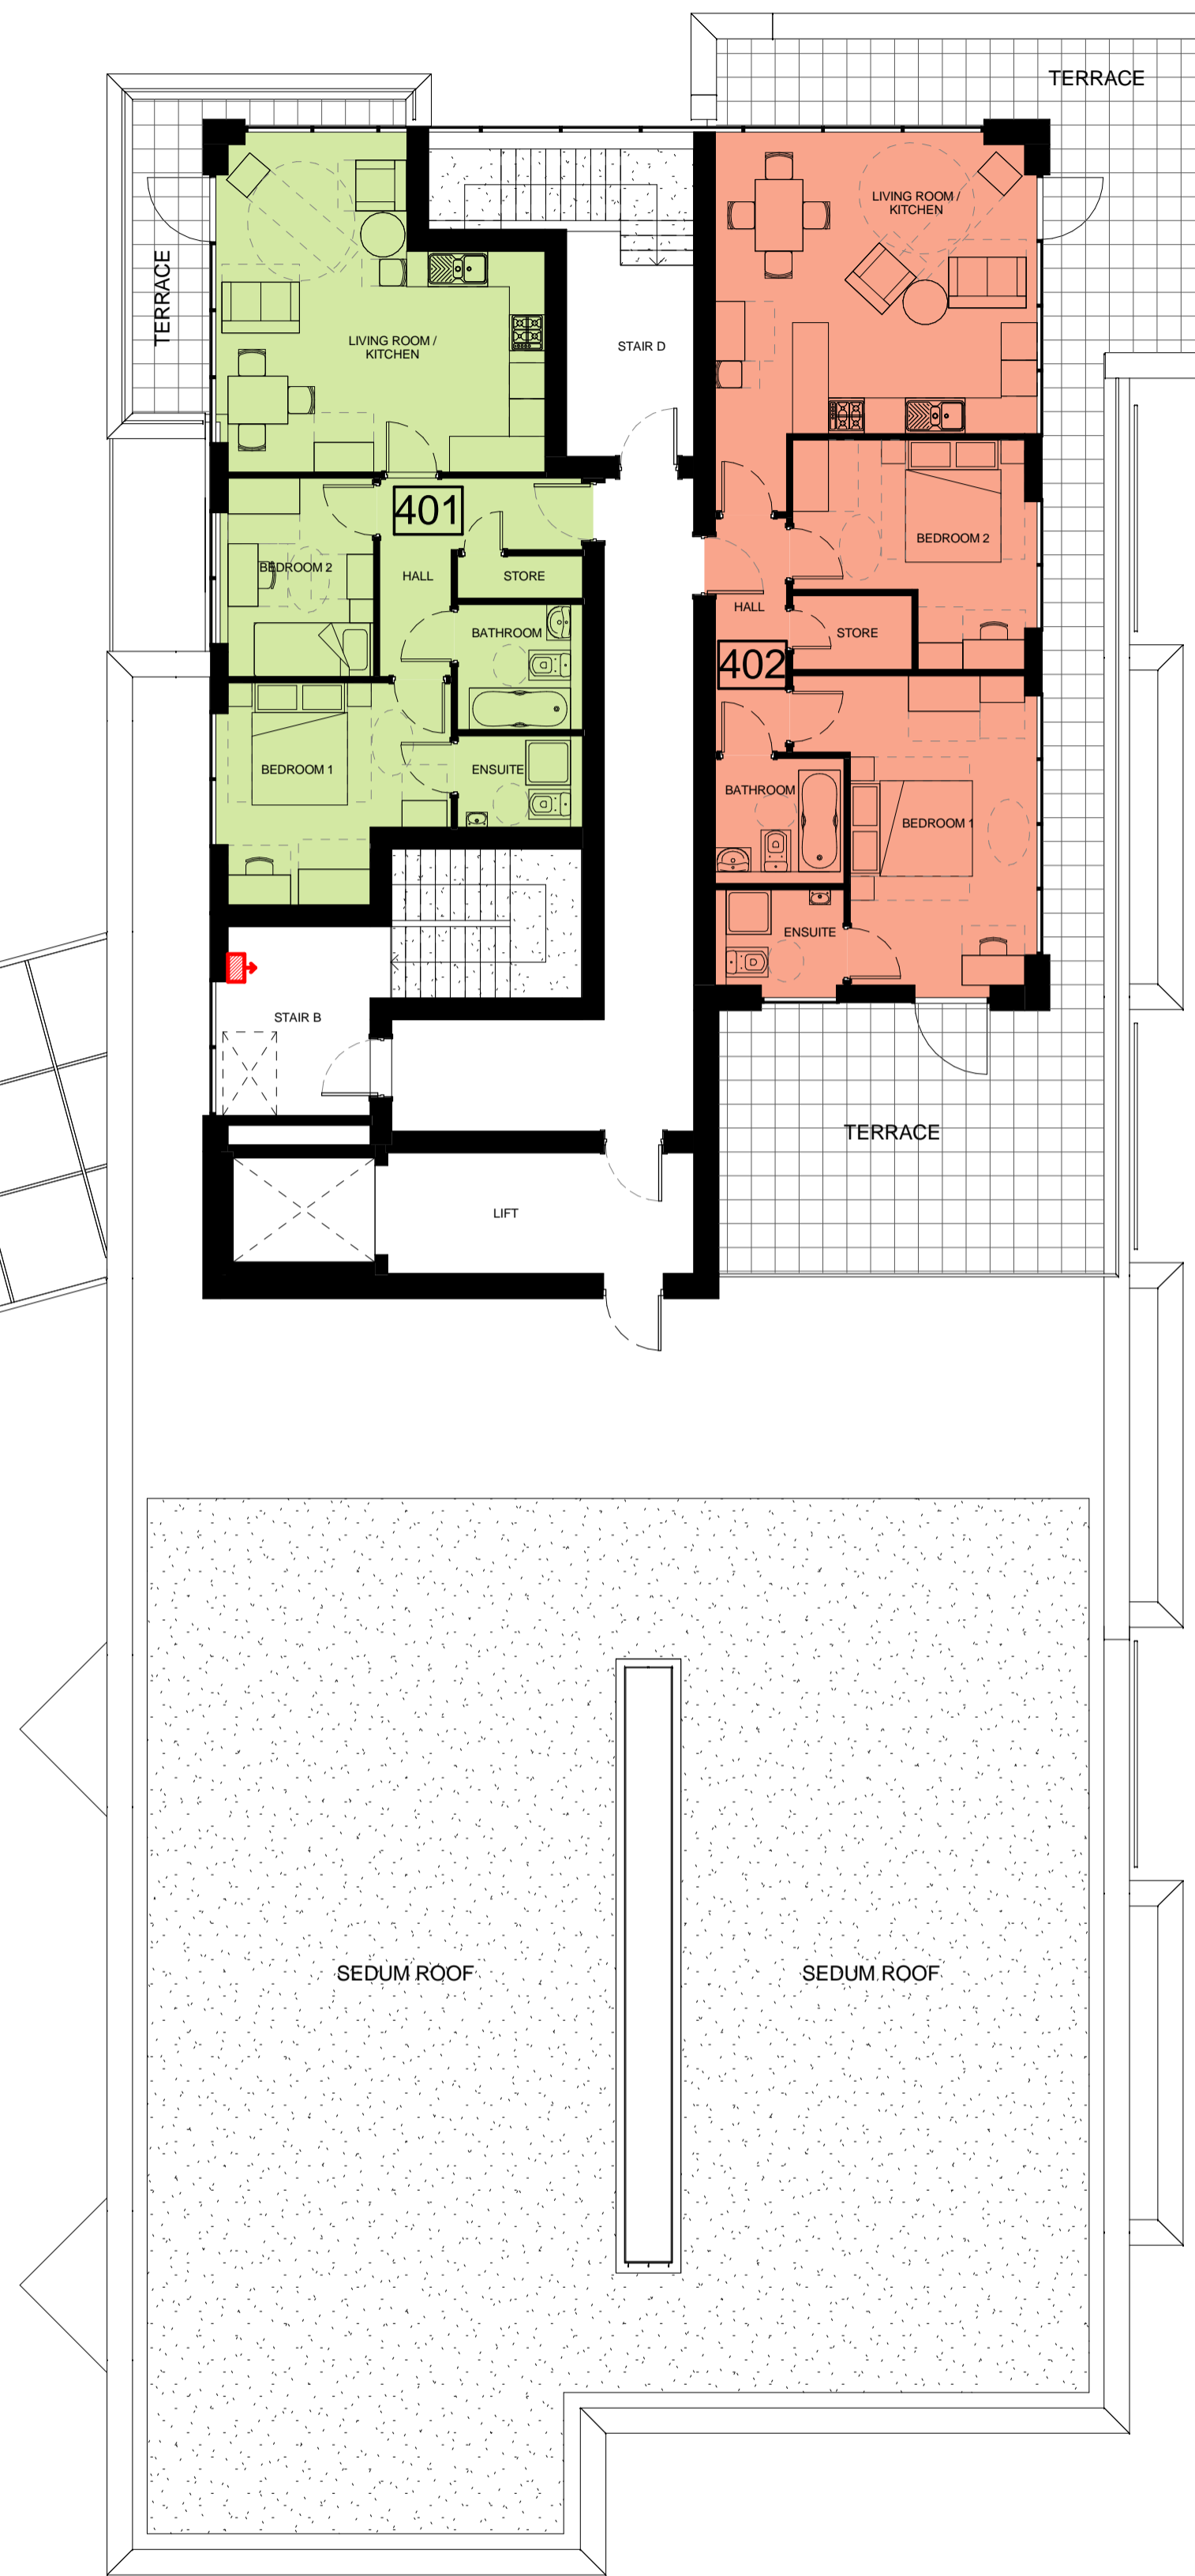 TERRACE
LIVING ROOM /
KITCHEN
TERRACE
LIVING ROOM /
KITCHEN
STAIR D
401
BEDROOM 2
HALL
STORE
BATHROOM
BEDROOM 2
HALL
STORE
402
BEDROOM 1
ENSUITE
BATHROOM
BEDROOM 1
ENSUITE
STAIR B
TERRACE
LIFT
SEDUM ROOF
SEDUM ROOF